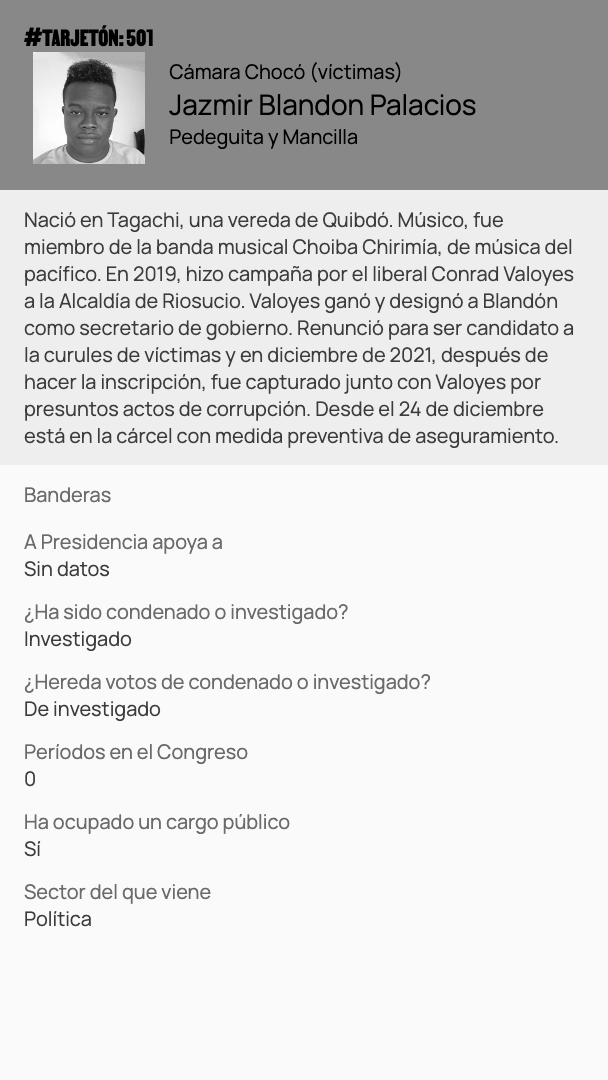 #TARJETÓN: 501
Cámara Chocó (víctimas)
Jazmir Blandon Palacios
Pedeguita y Mancilla
Nació en Tagachi, una vereda de Quibdó. Músico, fue
miembro de la banda musical Choiba Chirimía, de música del
pacífico. En 2019, hizo campaña por el liberal Conrad Valoyes
a la Alcaldía de Riosucio. Valoyes ganó y designó a Blandón
como secretario de gobierno. Renunció para ser candidato a
la curules de víctimas y en diciembre de 2021, después de
hacer la inscripción, fue capturado junto con Valoyes por
presuntos actos de corrupción. Desde el 24 de diciembre
está en la cárcel con medida preventiva de aseguramiento.
Banderas
A Presidencia apoya a
Sin datos
¿Ha sido condenado o investigado?
Investigado
¿Hereda votos de condenado o investigado?
De investigado
Períodos en el Congreso
0
Ha ocupado un cargo público
Sí
Sector del que viene
Política